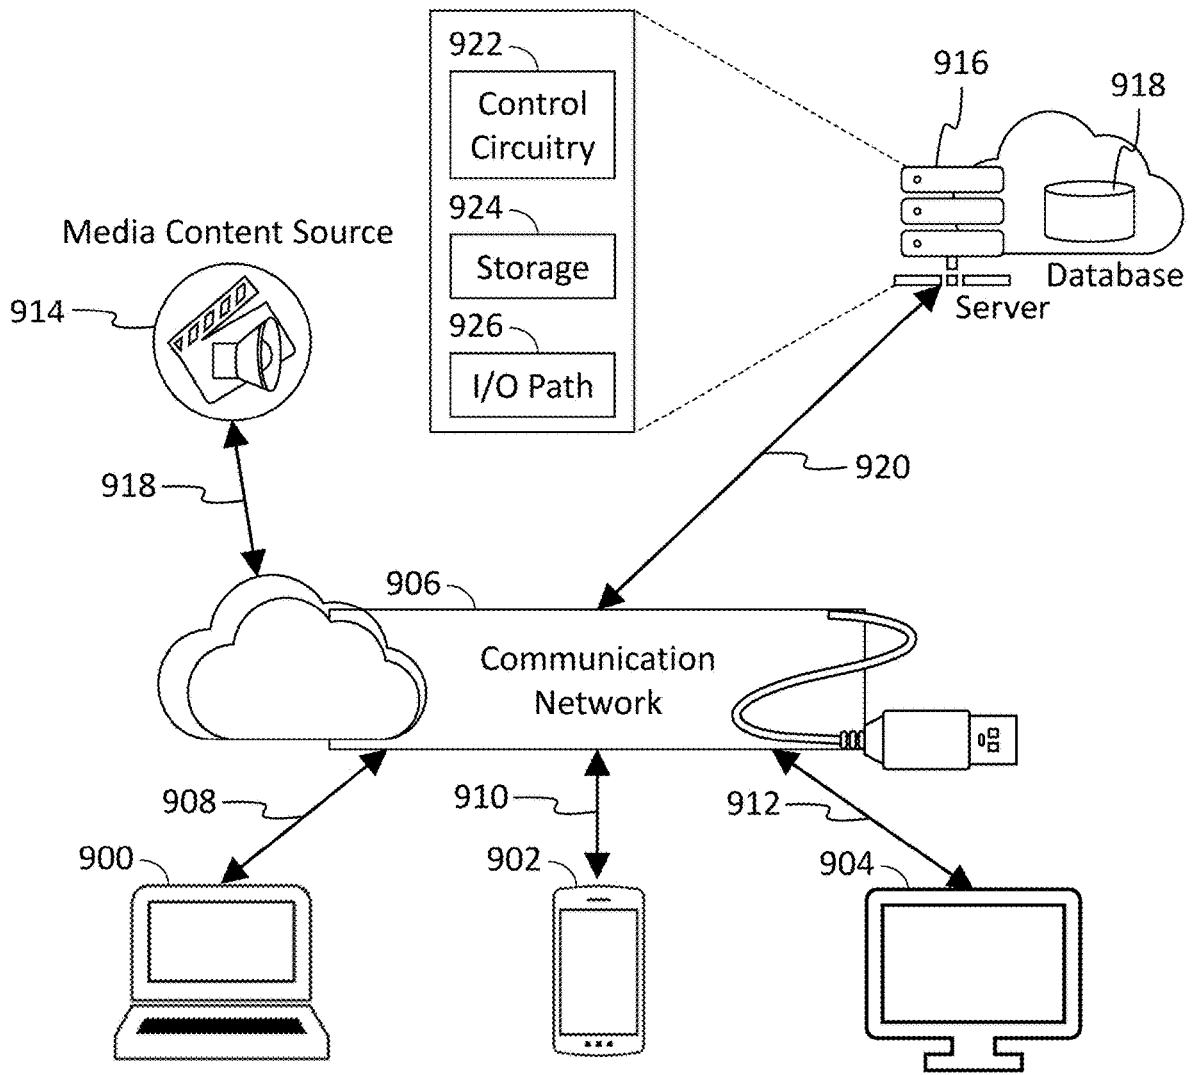 922
Control
Circuitry
924
Storage
926
I/O Path
916
918
Database
Server
Media Content Source
914
918
920
906
Communication
Network
908
910
912
900
902
904